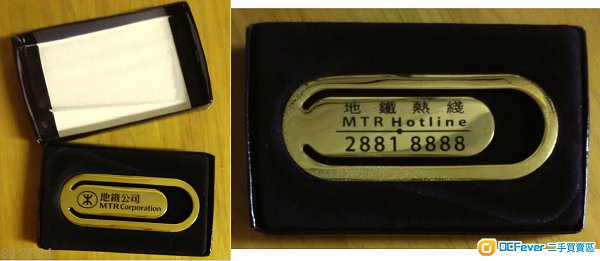 地鐵公司
MTR Corporation
地鐵熱綫
MTR Hotline
2881 8888
DCFever 二手買賣區